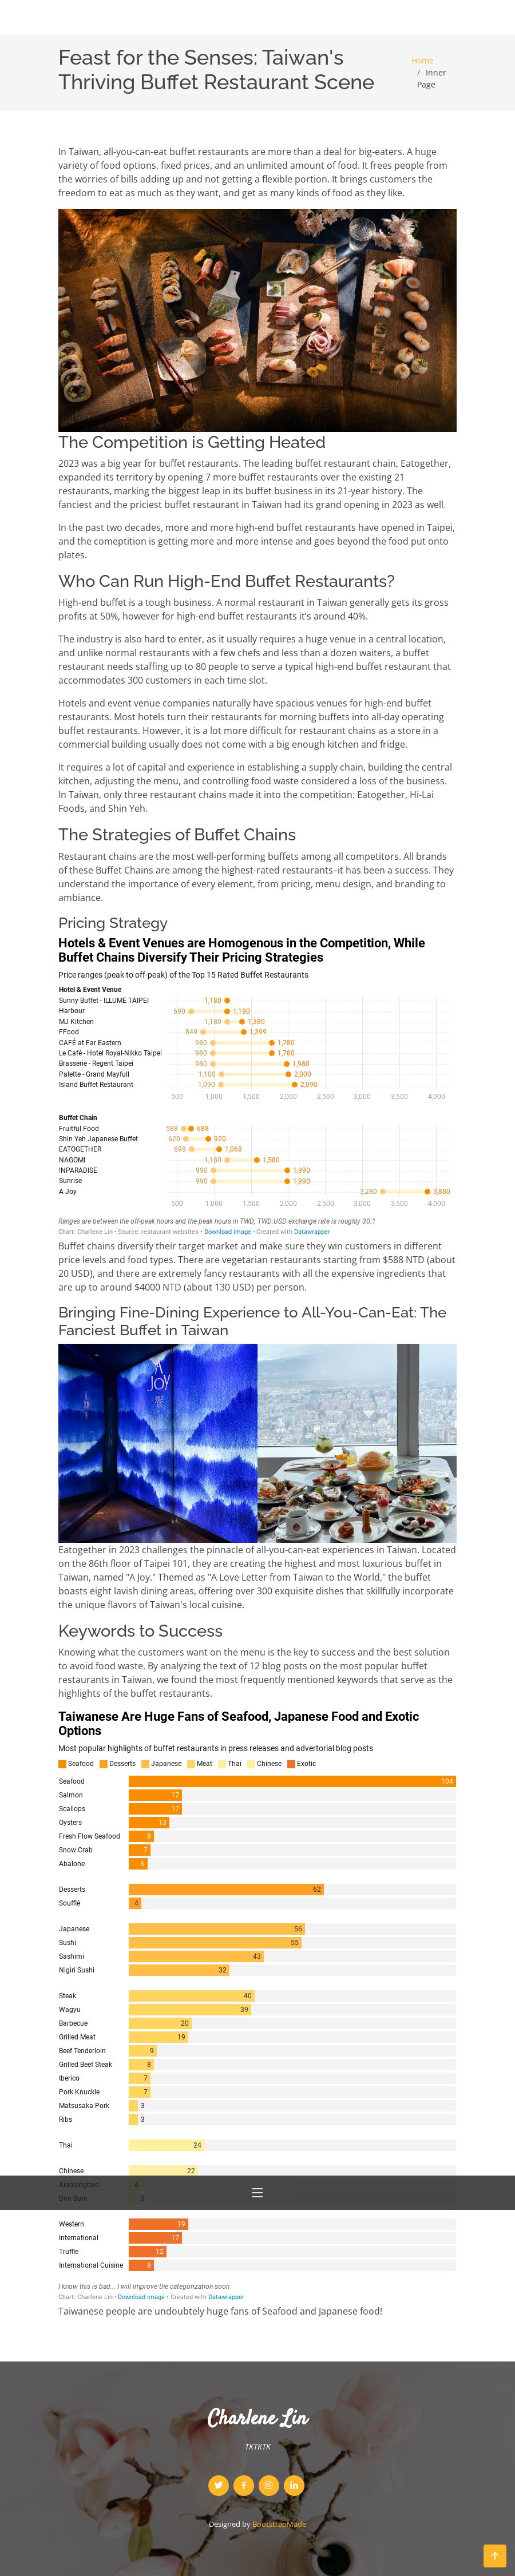 Feast for the Senses: Taiwan's
Thriving Buffet Restaurant Scene
Home
/ Inner
Page
In Taiwan, all-you-can-eat buffet restaurants are more than a deal for big-eaters. A huge
variety of food options, fixed prices, and an unlimited amount of food. It frees people from
the worries of bills adding up and not getting a flexible portion. It brings customers the
freedom to eat as much as they want, and get as many kinds of food as they like.
The Competition is Getting Heated
2023 was a big year for buffet restaurants. The leading buffet restaurant chain, Eatogether,
expanded its territory by opening 7 more buffet restaurants over the existing 21
restaurants, marking the biggest leap in its buffet business in its 21-year history. The
fanciest and the priciest buffet restaurant in Taiwan had its grand opening in 2023 as well.
In the past two decades, more and more high-end buffet restaurants have opened in Taipei,
and the comeptition is getting more and more intense and goes beyond the food put onto
plates.
Who Can Run High-End Buffet Restaurants?
High-end buffet is a tough business. A normal restaurant in Taiwan generally gets its gross
profits at 50%, however for high-end buffet restaurants it's around 40%.
The industry is also hard to enter, as it usually requires a huge venue in a central location,
and unlike normal restaurants with a few chefs and less than a dozen waiters, a buffet
restaurant needs staffing up to 80 people to serve a typical high-end buffet restaurant that
accommodates 300 customers in each time slot.
Hotels and event venue companies naturally have spacious venues for high-end buffet
restaurants. Most hotels turn their restaurants for morning buffets into all-day operating
buffet restaurants. However, it is a lot more difficult for restaurant chains as a store in a
commercial building usually does not come with a big enough kitchen and fridge.
It requires a lot of capital and experience in establishing a supply chain, building the central
kitchen, adjusting the menu, and controlling food waste considered a loss of the business.
In Taiwan, only three restaurant chains made it into the competition: Eatogether, Hi-Lai
Foods, and Shin Yeh.
The Strategies of Buffet Chains
Restaurant chains are the most well-performing buffets among all competitors. All brands
of these Buffet Chains are among the highest-rated restaurants–it has been a success. They
understand the importance of every element, from pricing, menu design, and branding to
ambiance.
Pricing Strategy
Hotels & Event Venues are Homogenous in the Competition, While
Buffet Chains Diversify Their Pricing Strategies
Price ranges (peak to off-peak) of the Top 15 Rated Buffet Restaurants
Hotel & Event Venue
Sunny Buffet - ILLUME TAIPEI 1,180
Harbour 690 1,180
MJ Kitchen 1,180 1,380
FFood 849 1,399
CAFÉ at Far Eastern 980 1,780
Le Café - Hotel Royal-Nikko Taipei 980 1,780
Brasserie - Regent Taipei 980 1,980
Palette - Grand Mayfull 1,100 2,000
Island Buffet Restaurant 1,090 2,090
500 1,000 1,500 2,000 2,500 3,000 3,500 4,000
Buffet Chain
Fruitful Food 588 688
Shin Yeh Japanese Buffet 620 920
EATOGETHER 698 1,068
NAGOMI 1,180 1,580
!NPARADISE 990 1,990
Sunrise 990 1,990
A Joy 3,280 3,880
500 1,000 1,500 2,000 2,500 3,000 3,500 4,000
Ranges are between the off-peak hours and the peak hours in TWD; TWD:USD exchange rate is roughly 30:1
Chart: Charlene Lin • Source: restaurant websites • Download image • Created with Datawrapper
Buffet chains diversify their target market and make sure they win customers in different
price levels and food types. There are vegetarian restaurants starting from $588 NTD (about
20 USD), and there are extremely fancy restaurants with all the expensive ingredients that
are up to around $4000 NTD (about 130 USD) per person.
Bringing Fine-Dining Experience to All-You-Can-Eat: The
Fanciest Buffet in Taiwan
A
JOY
饗
Eatogether in 2023 challenges the pinnacle of all-you-can-eat experiences in Taiwan. Located
on the 86th floor of Taipei 101, they are creating the highest and most luxurious buffet in
Taiwan, named "A Joy." Themed as "A Love Letter from Taiwan to the World," the buffet
boasts eight lavish dining areas, offering over 300 exquisite dishes that skillfully incorporate
the unique flavors of Taiwan's local cuisine.
Keywords to Success
Knowing what the customers want on the menu is the key to success and the best solution
to avoid food waste. By analyzing the text of 12 blog posts on the most popular buffet
restaurants in Taiwan, we found the most frequently mentioned keywords that serve as the
highlights of the buffet restaurants.
Taiwanese Are Huge Fans of Seafood, Japanese Food and Exotic
Options
Most popular highlights of buffet restaurants in press releases and advertorial blog posts
Seafood Desserts Japanese Meat Thai Chinese Exotic
Seafood 104
Salmon 17
Scallops 17
Oysters 13
Fresh Flow Seafood 8
Snow Crab 7
Abalone 6
Desserts 62
Soufflé 4
Japanese 56
Sushi 55
Sashimi 43
Nigiri Sushi 32
Steak 40
Wagyu 39
Barbecue 20
Grilled Meat 19
Beef Tenderloin 9
Grilled Beef Steak 8
Iberico 7
Pork Knuckle 7
Matsusaka Pork 3
Ribs 3
Thai 24
Chinese 22
Xiaolongbao 4
Dim Sum 3
Western 19
International 17
Truffle 12
International Cuisine 8
I know this is bad... I will improve the categorization soon
Chart: Charlene Lin • Download image • Created with Datawrapper
Taiwanese people are undoubtely huge fans of Seafood and Japanese food!
Charlene Lin
TKTKTK
Designed by BootstrapMade